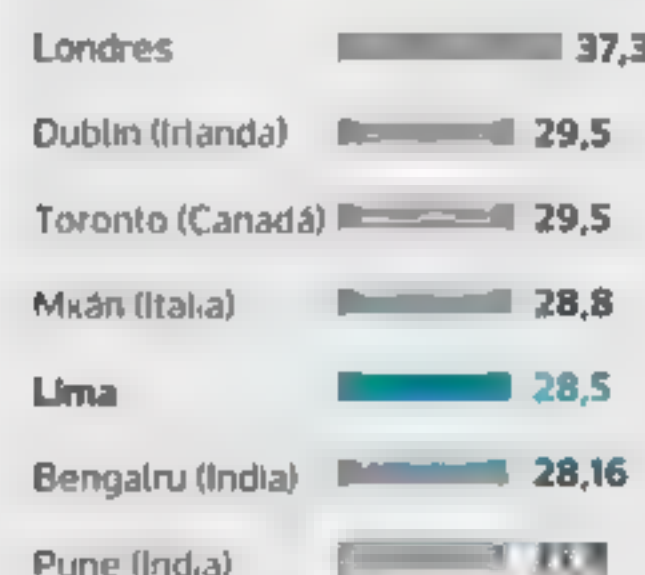 Londres 37,3
Dublin (Irlanda) 29,5
Toronto (Canadá) 29,5
Milán (Italia) 28,8
Lima 28,5
Bengalru (India) 28,16
Pune (India)